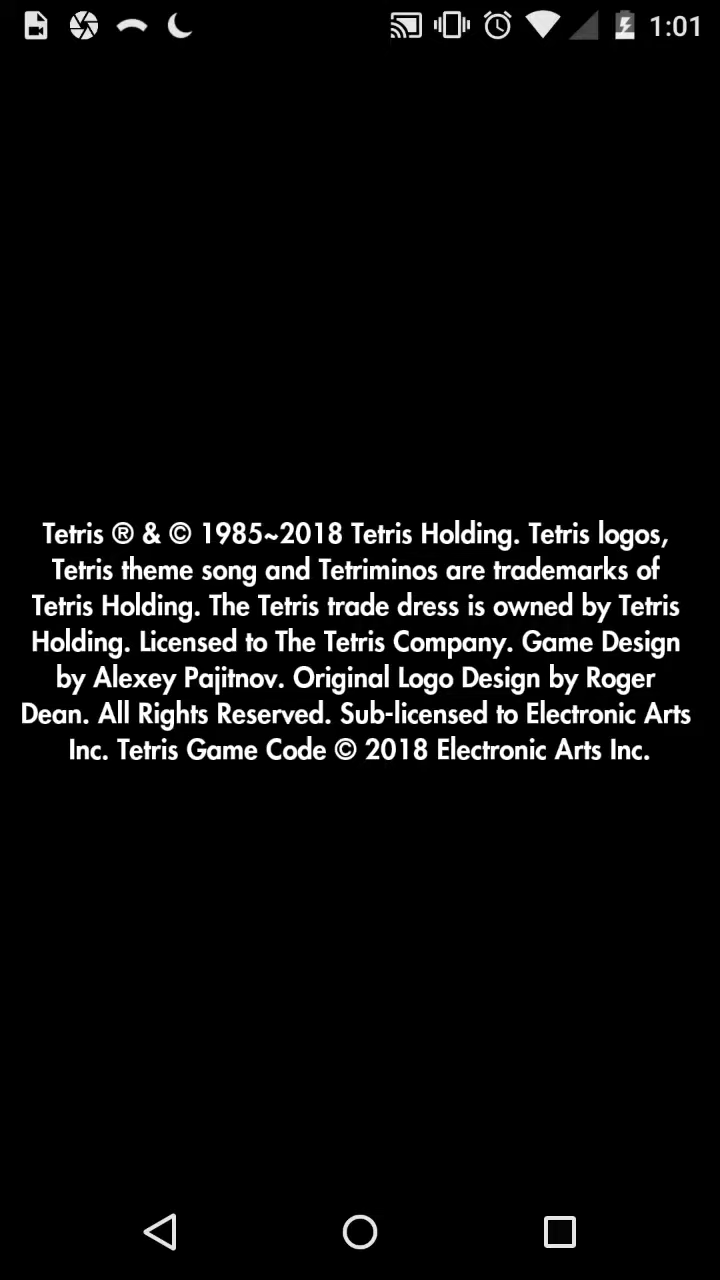 1:01
Tetris ® & © 1985~2018 Tetris Holding. Tetris logos,
Tetris theme song and Tetriminos are trademarks of
Tetris Holding. The Tetris trade dress is owned by Tetris
Holding. Licensed to The Tetris Company. Game Design
by Alexey Pajitnov. Original Logo Design by Roger
Dean. All Rights Reserved. Sub-licensed to Electronic Arts
Inc. Tetris Game Code © 2018 Electronic Arts Inc.